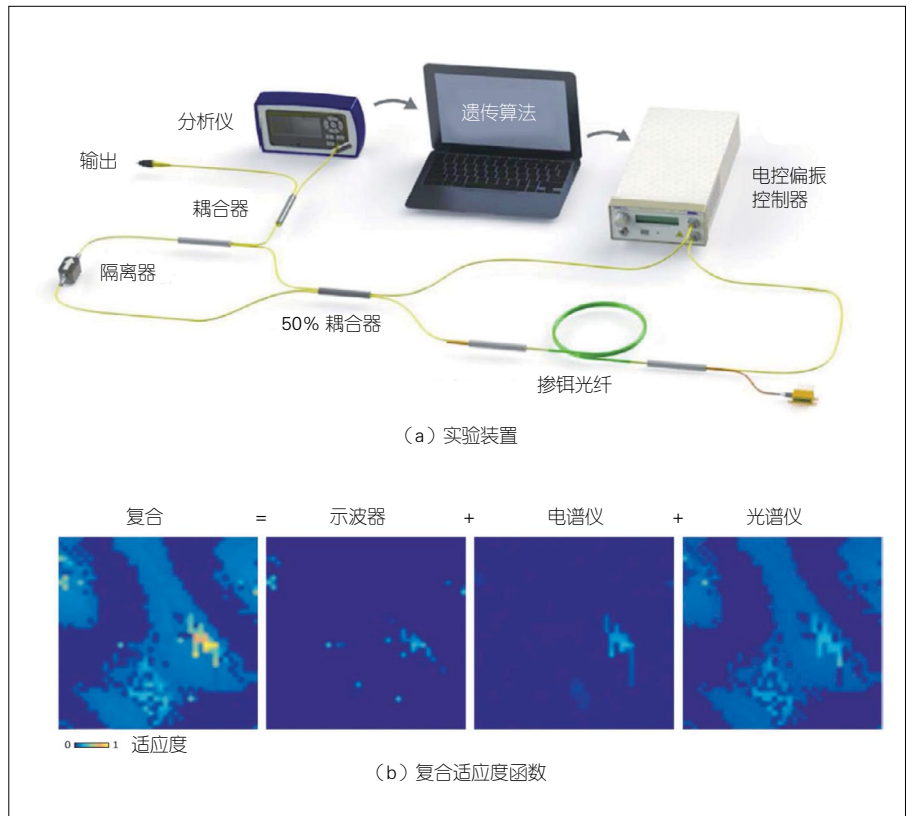 遗传算法
分析仪
输出
电控偏振
控制器
耦合器
隔离器
50% 耦合器
掺铒光纤
（a）实验装置
复合 = 示波器 + 电谱仪 + 光谱仪
0 1 适应度
（b）复合适应度函数